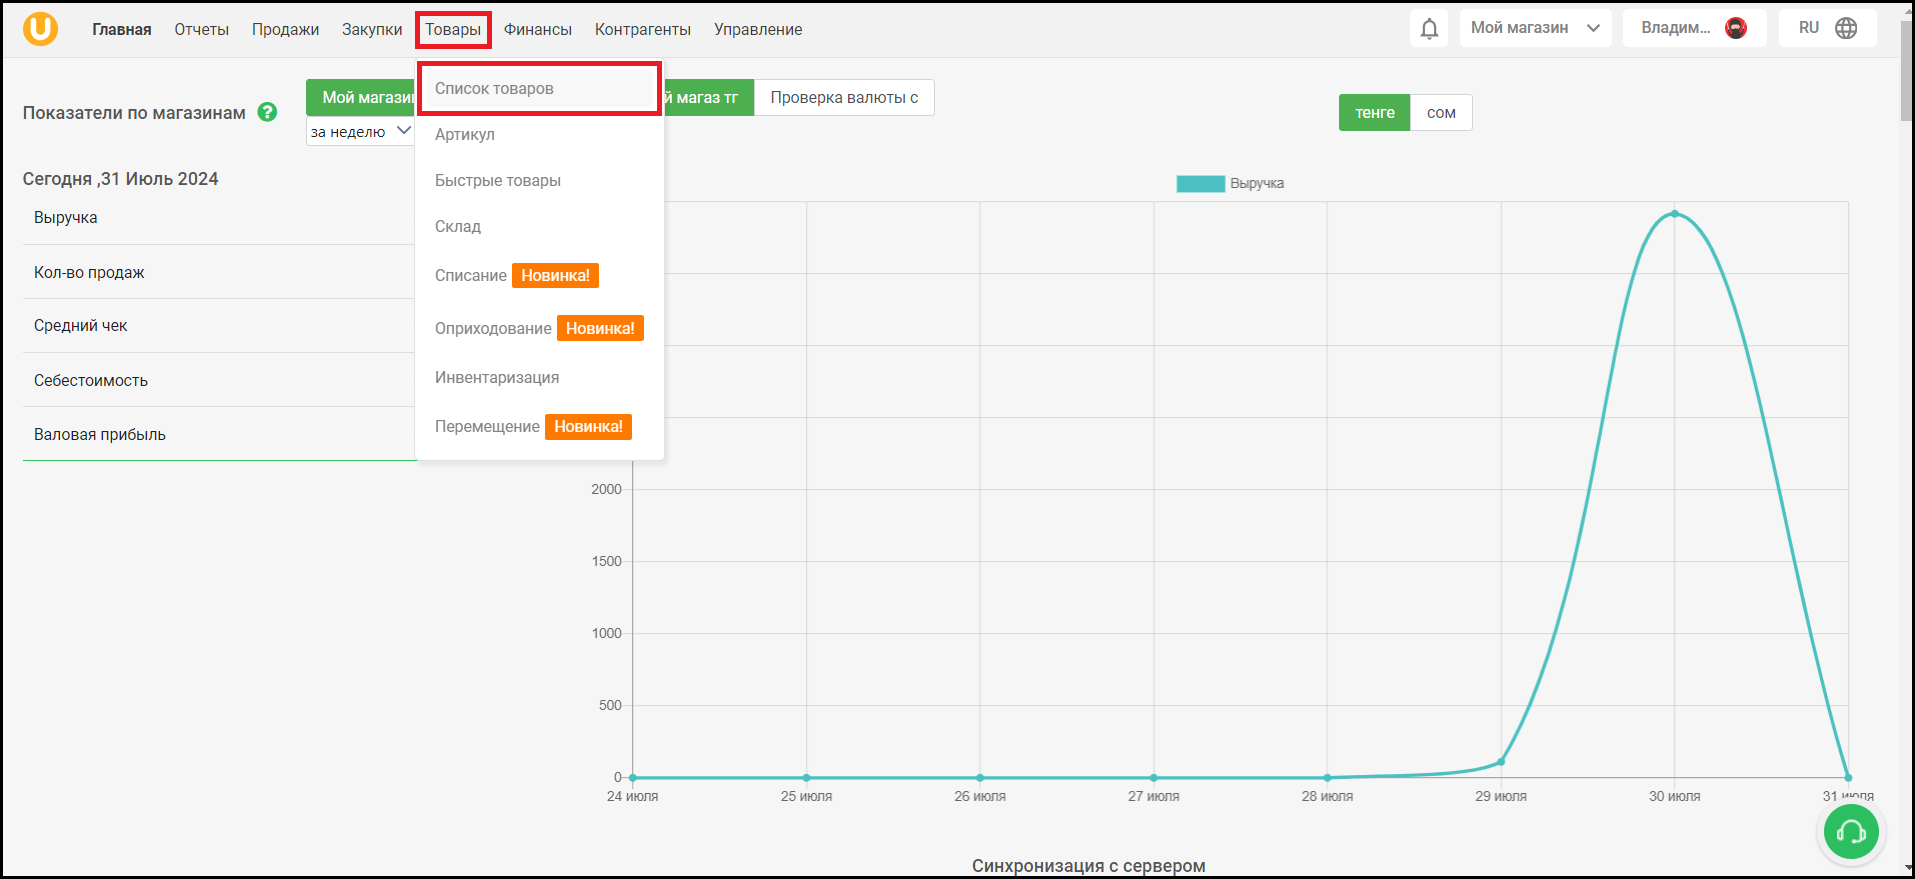 U
Главная Отчеты Продажи Закупки Товары Финансы Контрагенты Управление
Мой магазин Владим... RU
Показатели по магазинам ?
Мой магази й магаз тг Проверка валюты с
за неделю
тенге сом
Список товаров
Артикул
Быстрые товары
Склад
Списание Новинка!
Оприходование Новинка!
Инвентаризация
Перемещение Новинка!
Сегодня ,31 Июль 2024
Выручка
Кол-во продаж
Средний чек
Себестоимость
Валовая прибыль
Выручка
2000
1500
1000
500
0
24 июля 25 июля 26 июля 27 июля 28 июля 29 июля 30 июля 31 июля
Синхронизация с сервером